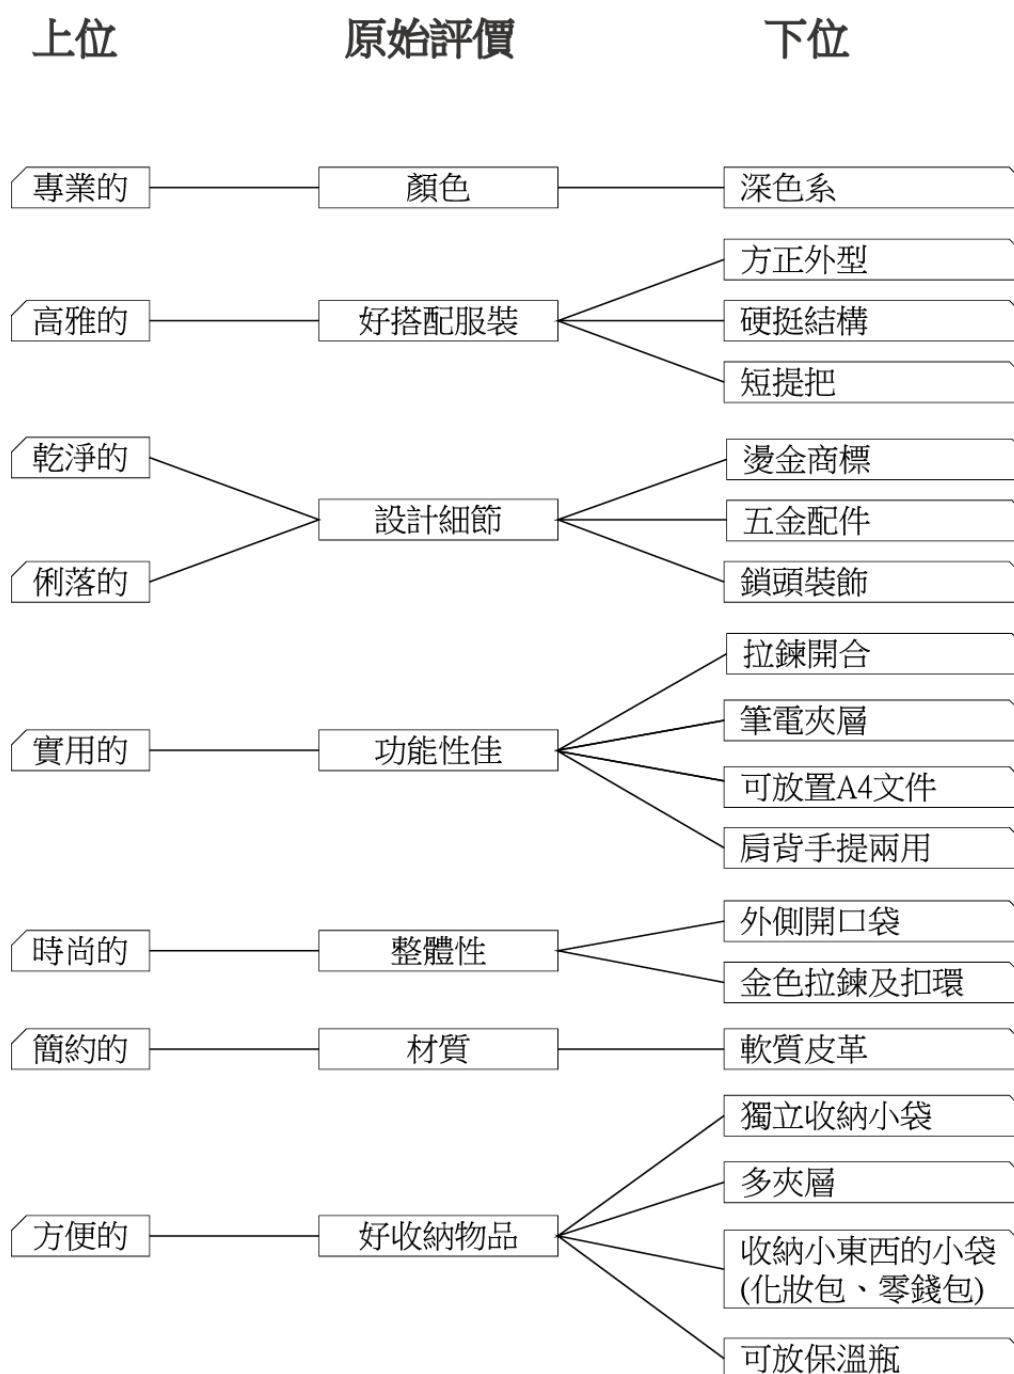 上位 原始評價 下位
專業的 顏色 深色系
方正外型
高雅的 好搭配服裝 硬挺結構
短提把
乾淨的 燙金商標
設計細節 五金配件
俐落的 鎖頭裝飾
拉鍊開合
筆電夾層
實用的 功能性佳
可放置A4文件
肩背手提兩用
外側開口袋
時尚的 整體性
金色拉鍊及扣環
簡約的 材質 軟質皮革
獨立收納小袋
多夾層
方便的 好收納物品
收納小東西的小袋
(化妝包、零錢包)
可放保溫瓶